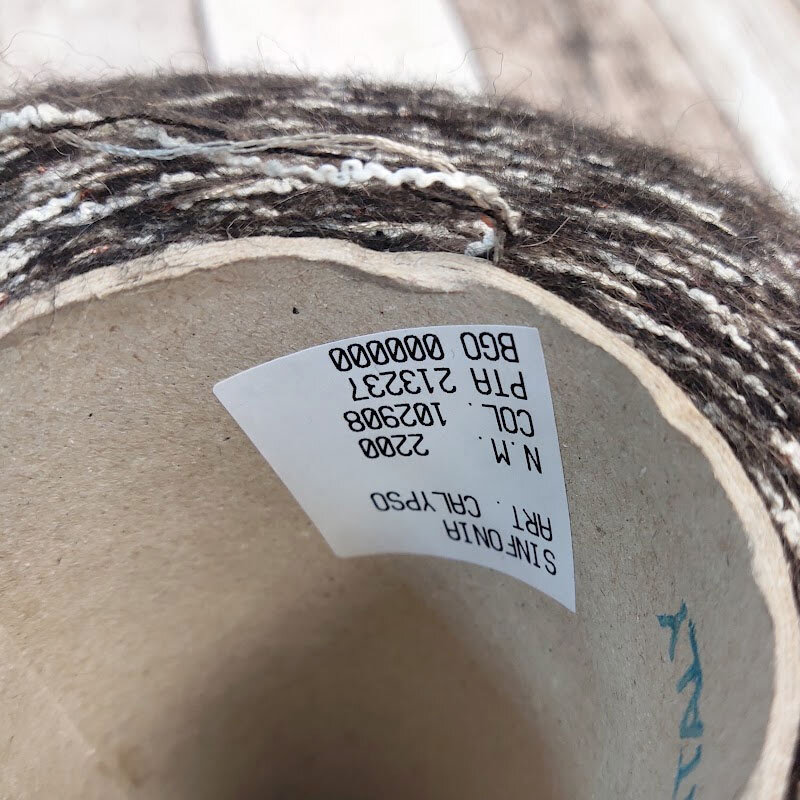 SINFONIA
ART. CALYPSO
N.M. 2200
COL. 102908
PTA 213237
BGO 000000